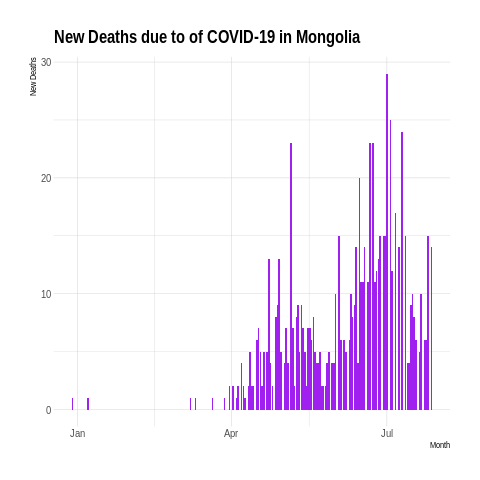 New Deaths due to of COVID-19 in Mongolia
New Deaths
30
20
10
0
Jan Apr Jul
Month